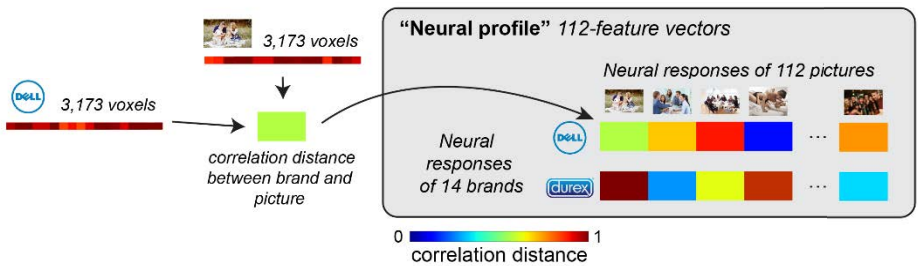 3,173 voxels
DELL
3,173 voxels
correlation distance
between brand and
picture
“Neural profile” 112-feature vectors
Neural responses of 112 pictures
Neural
responses
of 14 brands
DELL
...
durex
...
0
1
correlation distance